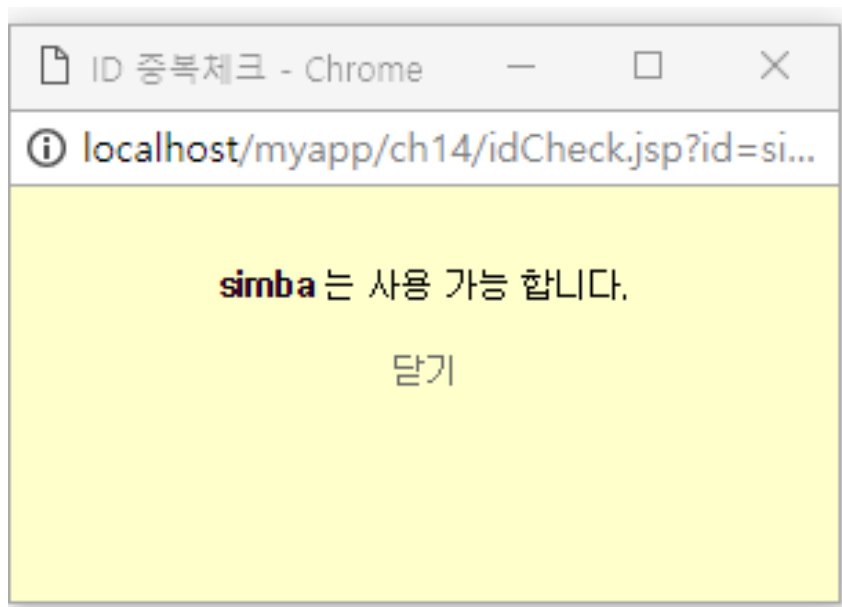 ID 중복체크 - Chrome
localhost/myapp/ch14/idCheck.jsp?id=si...
simba 는 사용 가능 합니다.
닫기